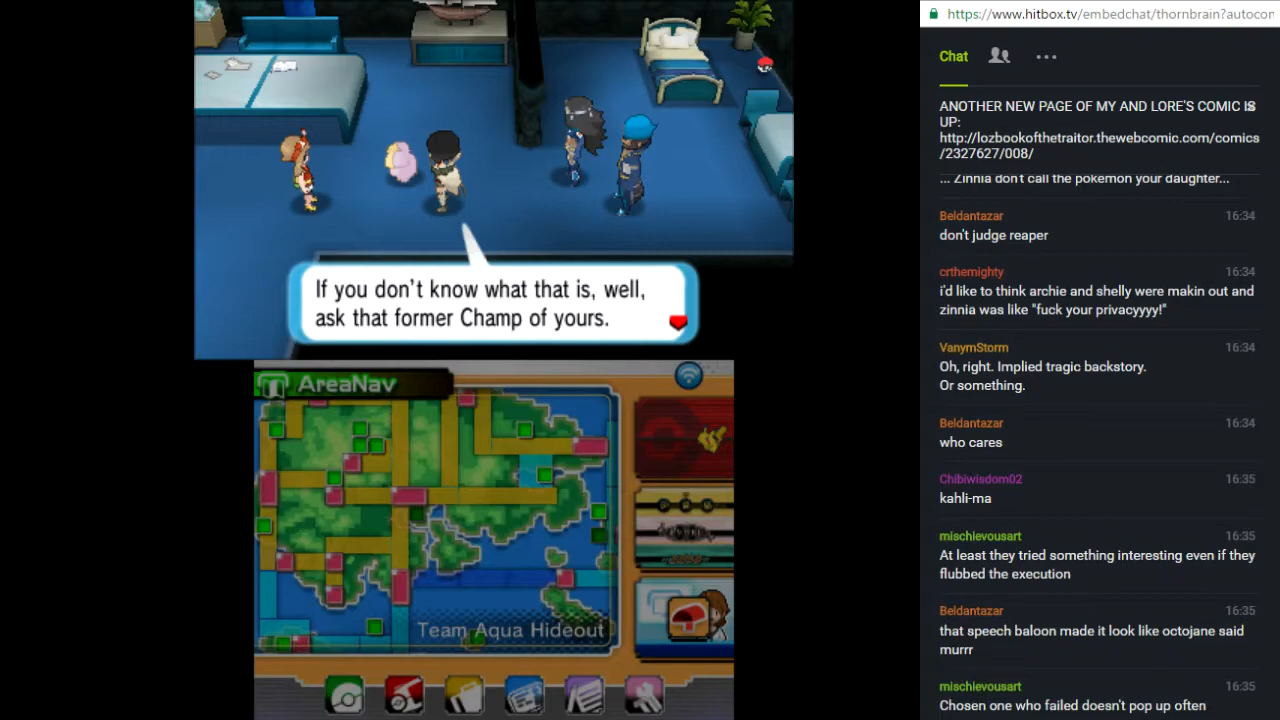 If you don't know what that is, well,
ask that former Champ of yours.
AreaNav
Team Aqua Hideout
https://www.hitbox.tv/embedchat/thornbrain?autocon
Chat
ANOTHER NEW PAGE OF MY AND LORE'S COMIC IS
UP:
http://lozbookofthetraitor.thewebcomic.com/comics
/2327627/008/
... Zinnia don't call the pokemon your daughter...
Beldantazar 16:34
don't judge reaper
crthemighty 16:34
i'd like to think archie and shelly were makin out and
zinnia was like "fuck your privacyyyy!"
VanymStorm 16:34
Oh, right. Implied tragic backstory.
Or something.
Beldantazar 16:34
who cares
Chibiwisdom02 16:35
kahli-ma
mischievousart 16:35
At least they tried something interesting even if they
flubbed the execution
Beldantazar 16:35
that speech baloon made it look like octojane said
murrr
mischievousart 16:35
Chosen one who failed doesn't pop up often